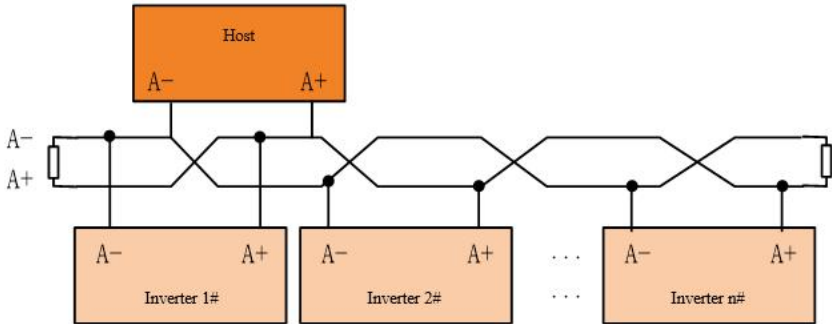 Host
A− A+
A−
A+
A− A+ A− A+ ... A− A+
Inverter 1# Inverter 2# ... Inverter n#